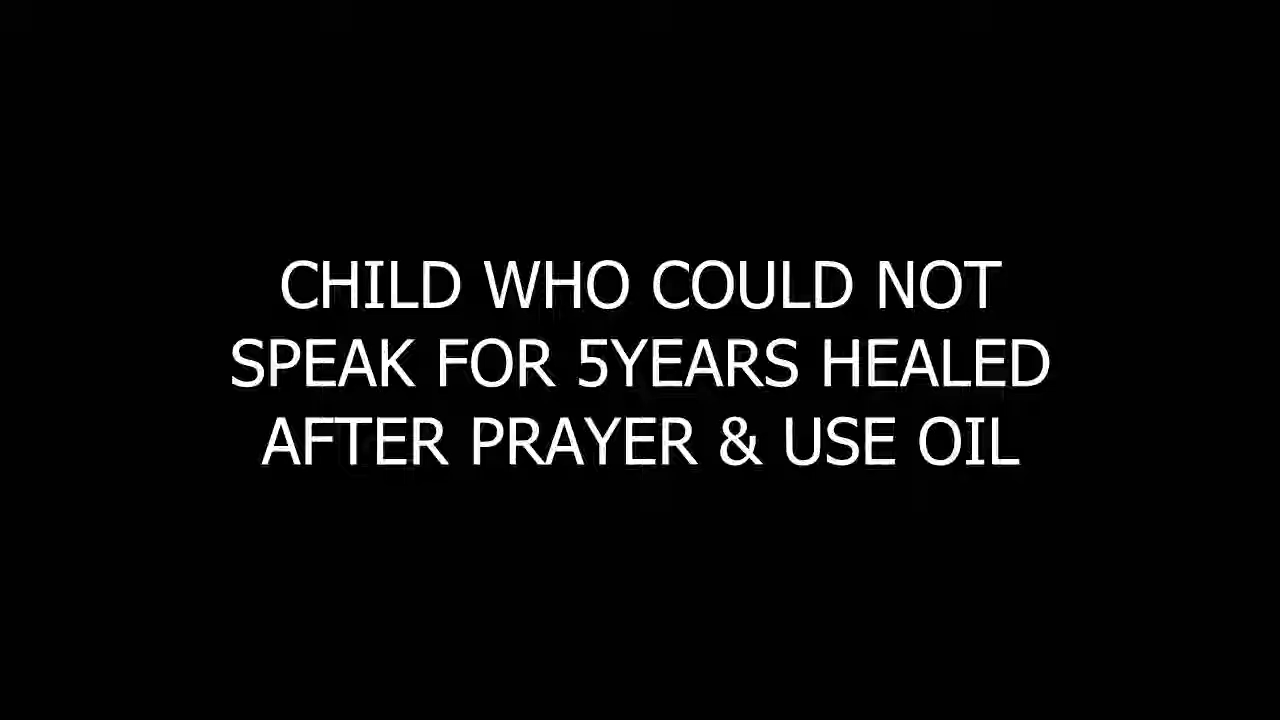 CHILD WHO COULD NOT
SPEAK FOR 5YEARS HEALED
AFTER PRAYER & USE OIL